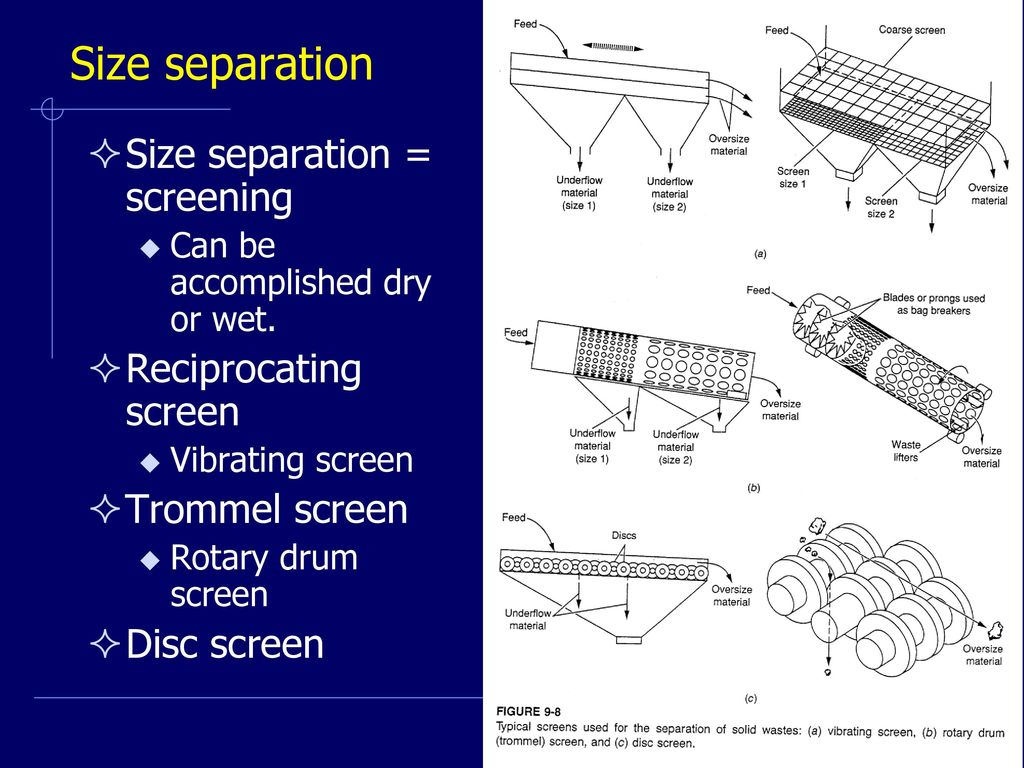 Size separation
Size separation =
screening
Can be
accomplished dry
or wet.
Reciprocating
screen
Vibrating screen
Trommel screen
Rotary drum
screen
Disc screen
Feed
Oversize
material
Underflow
material
(size 1)
Underflow
material
(size 2)
Feed
Coarse screen
Screen
size 1
Screen
size 2
Oversize
material
(a)
Feed
Underflow
material
(size 1)
Underflow
material
(size 2)
Oversize
material
Feed
Blades or prongs used
as bag breakers
Waste
lifters
Oversize
material
(b)
Feed
Discs
Underflow
material
Oversize
material
Oversize
material
(c)
FIGURE 9-8
Typical screens used for the separation of solid wastes: (a) vibrating screen, (b) rotary drum
(trommel) screen, and (c) disc screen.